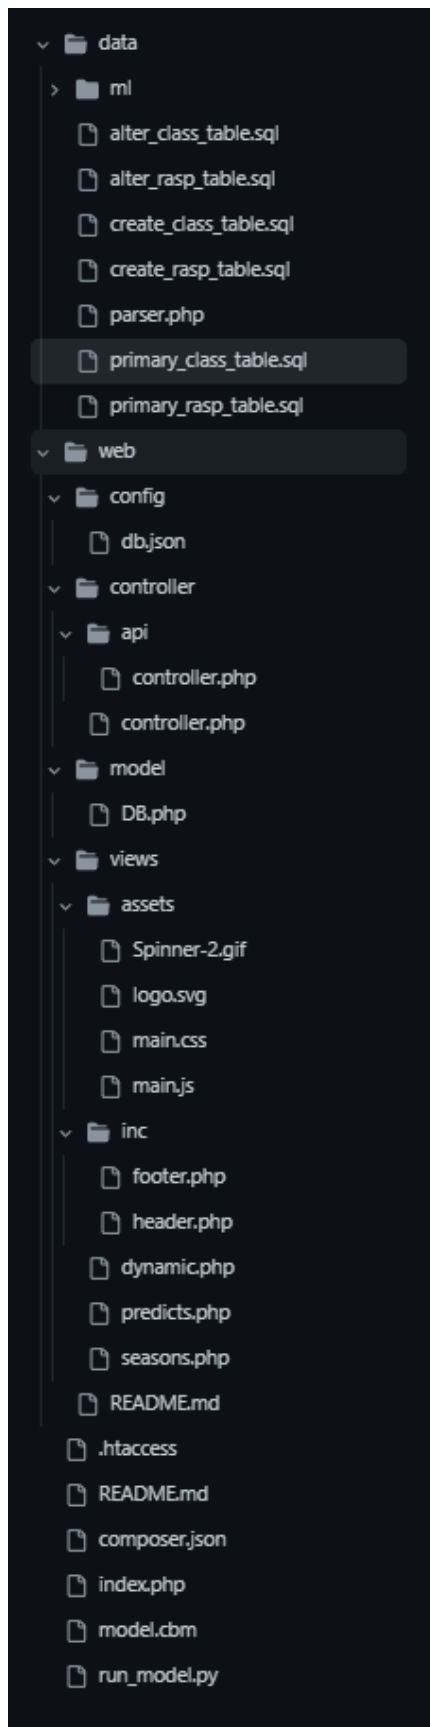 data
ml
alter_class_table.sql
alter_rasp_table.sql
create_class_table.sql
create_rasp_table.sql
parser.php
primary_class_table.sql
primary_rasp_table.sql
web
config
db.json
controller
api
controller.php
controller.php
model
DB.php
views
assets
Spinner-2.gif
logo.svg
main.css
main.js
inc
footer.php
header.php
dynamic.php
predicts.php
seasons.php
README.md
.htaccess
README.md
composer.json
index.php
model.cbm
run_model.py